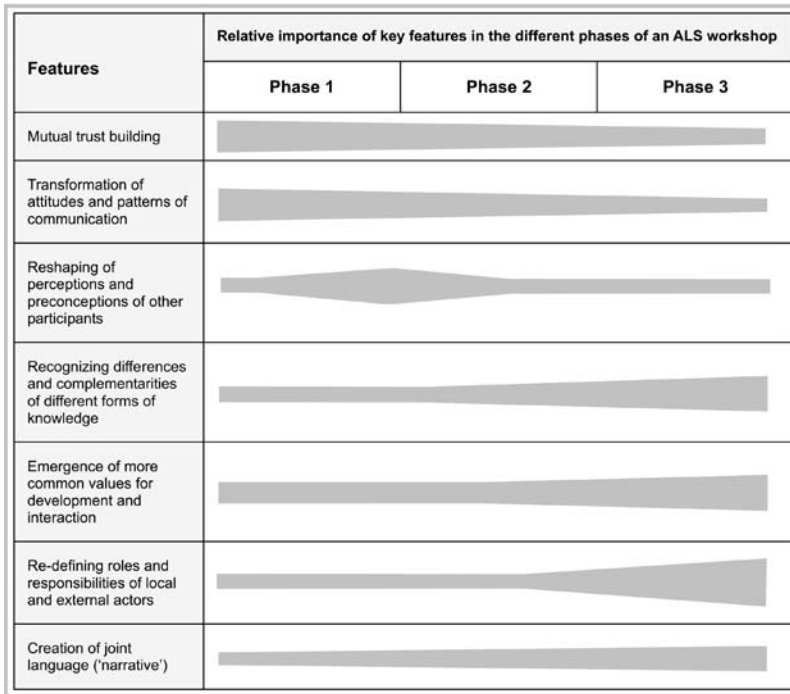 Relative importance of key features in the different phases of an ALS workshop
Features
Phase 1
Phase 2
Phase 3
Mutual trust building
Transformation of
attitudes and patterns of
communication
Reshaping of
perceptions and
preconceptions of other
participants
Recognizing differences
and complementarities
of different forms of
knowledge
Emergence of more
common values for
development and
interaction
Re-defining roles and
responsibilities of local
and external actors
Creation of joint
language (‘narrative’)